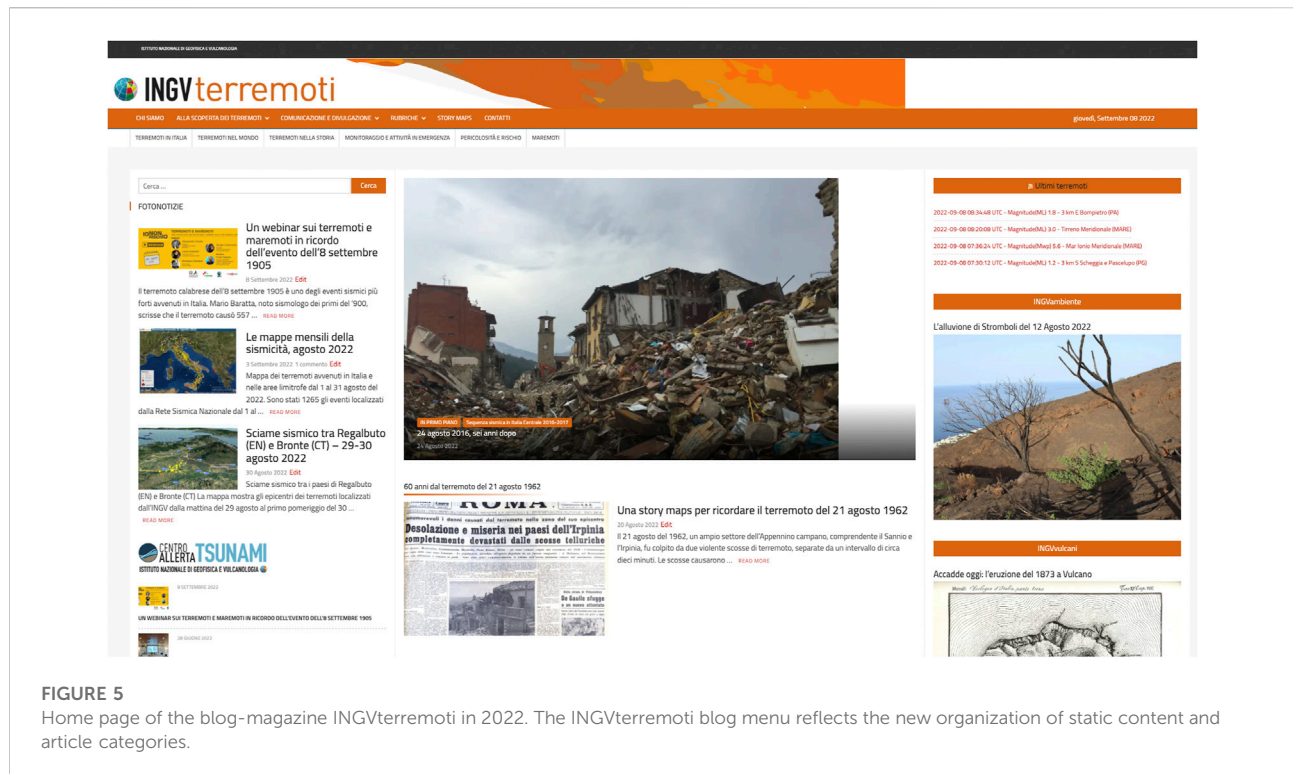 ISTITUTO NAZIONALE DI GEOFISICA E VULCANOLOGIA
INGVterremoti
CHI SIAMO ALLA SCOPERTA DEI TERREMOTI COMUNICAZIONE E DIVULGAZIONE RUBRICHE STORY MAPS CONTATTI giovedì, Settembre 08 2022
TERREMOTI IN ITALIA TERREMOTI NEL MONDO TERREMOTI NELLA STORIA MONITORAGGIO E ATTIVITÀ IN EMERGENZA PERICOLOSITÀ E RISCHIO MAREMOTI
Cerca ... Cerca
FOTONOTIZIE
Un webinar sui terremoti e
maremoti in ricordo
dell'evento dell'8 settembre
1905
8 Settembre 2022 Edit
Il terremoto calabrese dell'8 settembre 1905 è uno degli eventi sismici più
forti avvenuti in Italia. Mario Baratta, noto sismologo dei primi del '900,
scrisse che il terremoto causò 557 ... READ MORE
Le mappe mensili della
sismicità, agosto 2022
3 Settembre 2022 1 commento Edit
Mappa dei terremoti avvenuti in Italia e
nelle aree limitrofe dal 1 al 31 agosto del
2022. Sono stati 1265 gli eventi localizzati
dalla Rete Sismica Nazionale dal 1 al ... READ MORE
Sciame sismico tra Regalbuto
(EN) e Bronte (CT) – 29-30
agosto 2022
30 Agosto 2022 Edit
Sciame sismico tra i paesi di Regalbuto
(EN) e Bronte (CT) La mappa mostra gli epicentri dei terremoti localizzati
dall'INGV dalla mattina del 29 agosto al primo pomeriggio del 30 ...
READ MORE
CENTRO
ALLERTA TSUNAMI
ISTITUTO NAZIONALE DI GEOFISICA E VULCANOLOGIA
8 SETTEMBRE 2022
UN WEBINAR SUI TERREMOTI E MAREMOTI IN RICORDO DELL'EVENTO DELL'8 SETTEMBRE 1905
IN PRIMO PIANO Sequenza sismica in Italia Centrale 2016-2017
24 agosto 2016, sei anni dopo
24 Agosto 2022
60 anni dal terremoto del 21 agosto 1962
ROMA
Desolazione e miseria nei paesi dell'Irpinia
completamente devastati dalle scosse telluriche
De Gaulle sfugge
a un nuovo attentato
Una story maps per ricordare il terremoto del 21 agosto 1962
20 Agosto 2022 Edit
Il 21 agosto del 1962, un ampio settore dell'Appennino campano, comprendente il Sannio e
l'Irpinia, fu colpito da due violente scosse di terremoto, separate da un intervallo di circa
dieci minuti. Le scosse causarono ... READ MORE
Ultimi terremoti
2022-09-08 08:34:48 UTC - Magnitude(ML) 1.8 - 3 km E Bompietro (PA)
2022-09-08 08:20:08 UTC - Magnitude(ML) 3.0 - Tirreno Meridionale (MARE)
2022-09-08 07:36:24 UTC - Magnitude(Mwp) 5.6 - Mar Ionio Meridionale (MARE)
2022-09-08 07:30:12 UTC - Magnitude(ML) 1.2 - 3 km S Scheggia e Pascelupo (PG)
INGVambiente
L'alluvione di Stromboli del 12 Agosto 2022
INGVvulcani
Accadde oggi: l'eruzione del 1873 a Vulcano
FIGURE 5
Home page of the blog-magazine INGVterremoti in 2022. The INGVterremoti blog menu reflects the new organization of static content and
article categories.